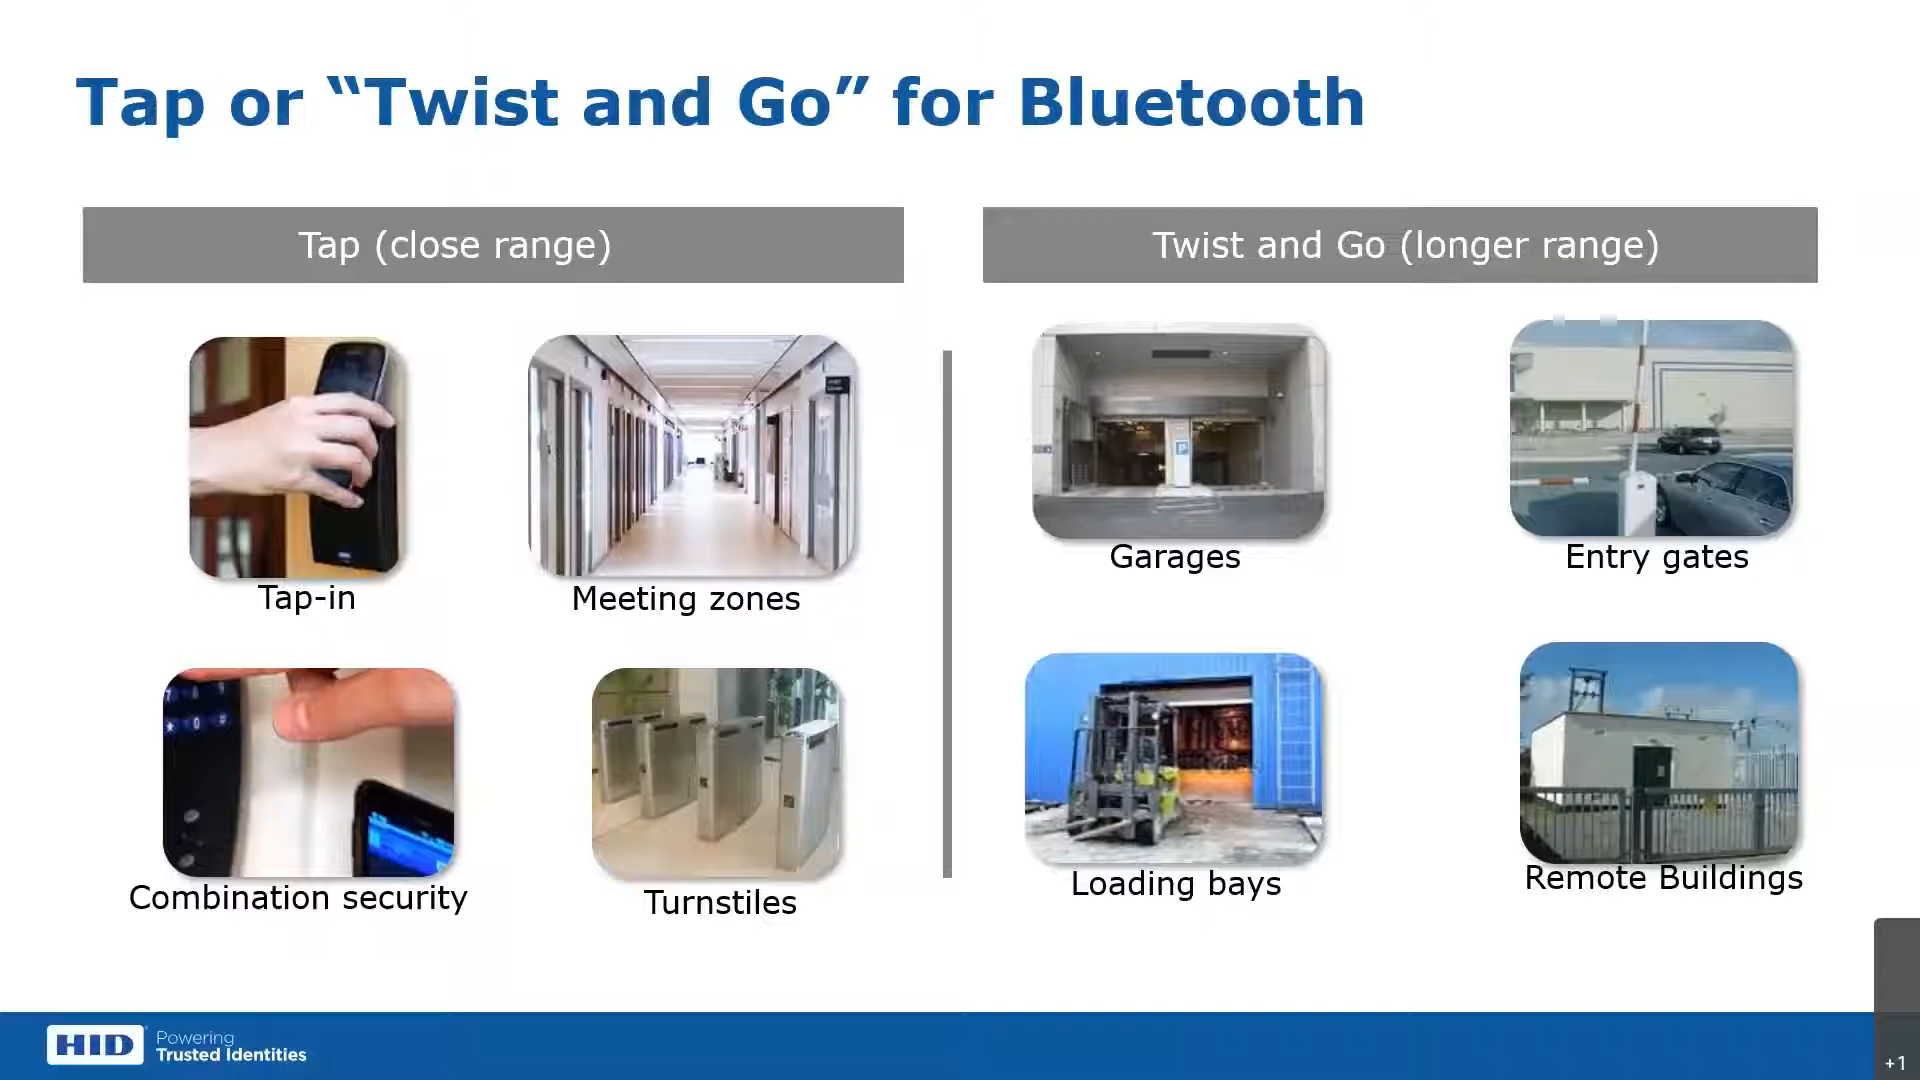 Tap or “Twist and Go” for Bluetooth
Tap (close range)
Twist and Go (longer range)
Tap-in
Meeting zones
Garages
Entry gates
Combination security
Turnstiles
Loading bays
Remote Buildings
HID
Powering
Trusted Identities
+1